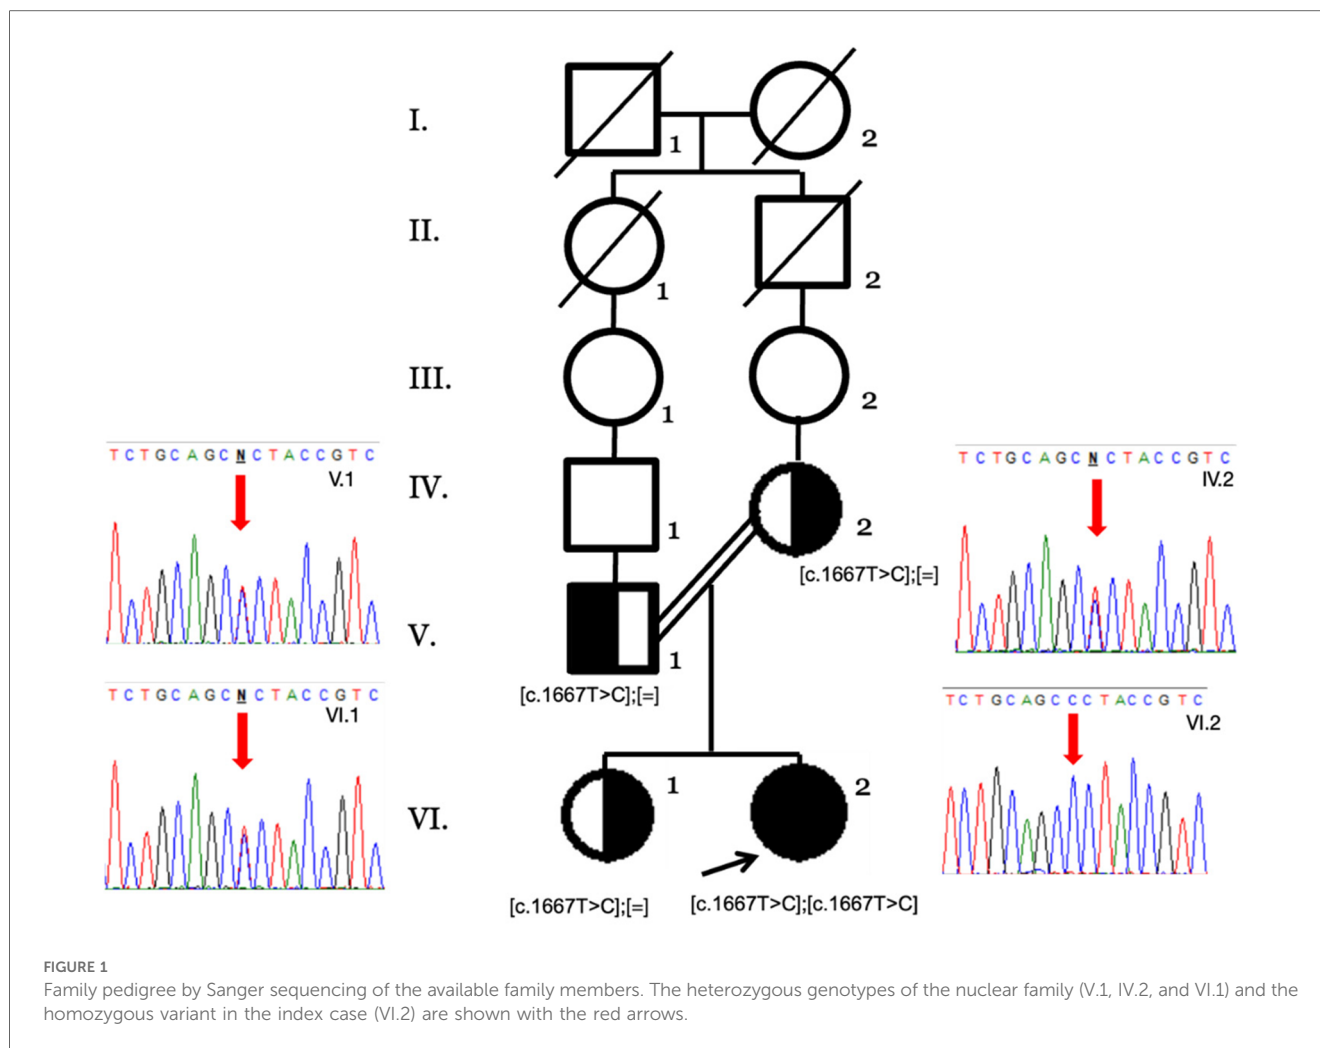 I.
1
2
II.
1
2
III.
1
2
TCTGCAGCNCTACCGTC
V.1
IV.
1
2
TCTGCAGCNCTACCGTC
IV.2
[c.1667T>C];[=]
V.
1
[c.1667T>C];[=]
TCTGCAGCNCTACCGTC
VI.1
TCTGCAGCCCTACCGTC
VI.2
VI.
1
2
[c.1667T>C];[=]
[c.1667T>C];[c.1667T>C]
FIGURE 1
Family pedigree by Sanger sequencing of the available family members. The heterozygous genotypes of the nuclear family (V.1, IV.2, and VI.1) and the
homozygous variant in the index case (VI.2) are shown with the red arrows.